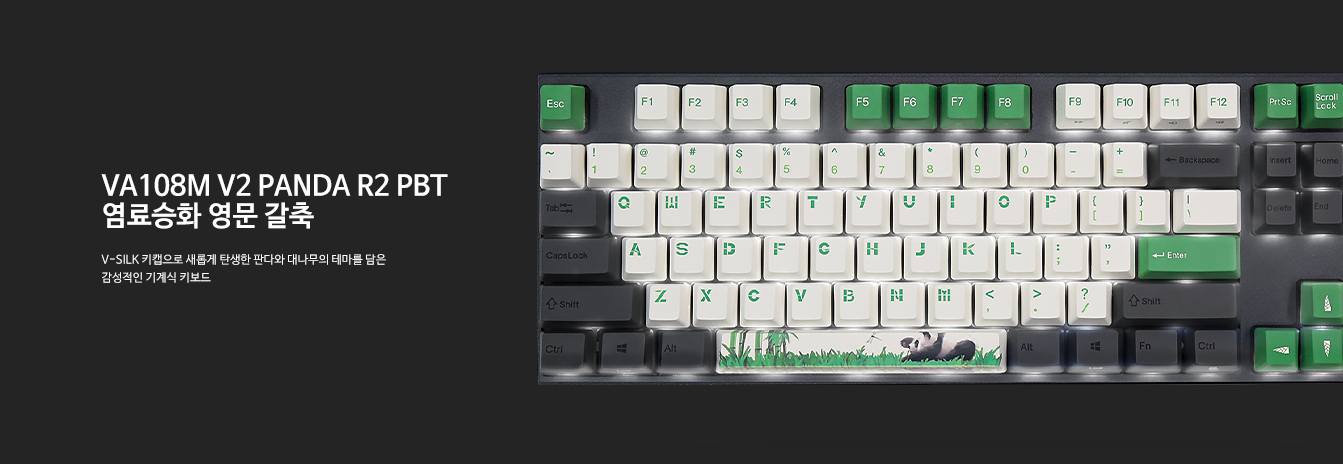 VA108M V2 PANDA R2 PBT
염료승화 영문 갈축
V-SILK 키캡으로 새롭게 탄생한 판다와 대나무의 테마를 담은
감성적인 기계식 키보드
Esc F1 F2 F3 F4 F5 F6 F7 F8 F9 F10 F11 F12 PrtSc Scroll Lock
~ ` ! 1 @ 2 # 3 $ 4 % 5 ^ 6 & 7 * 8 ( 9 ) 0 _ - + = ← Backspace Insert Home
Tab Q W E R T Y U I O P { [ } ] | \ Delete End
CapsLock A S D F G H J K L : ; " ' Enter
Shift Z X C V B N M < , > . ? / Shift
Ctrl Alt Alt Fn Ctrl